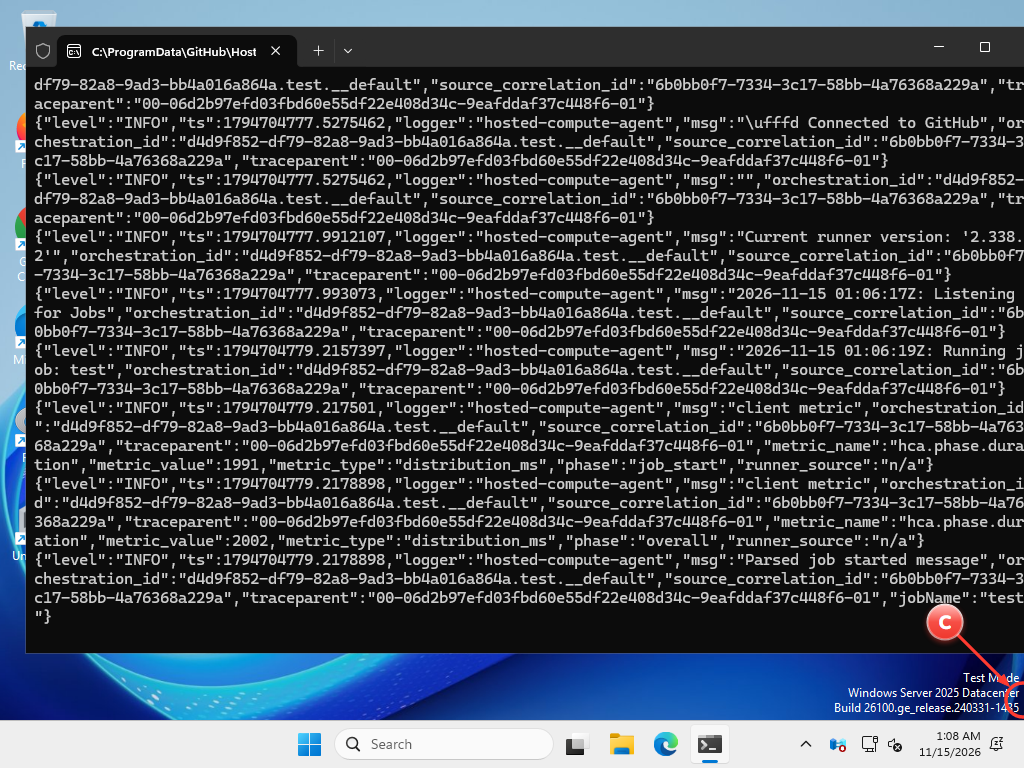 C:\ProgramData\GitHub\Host
df79-82a8-9ad3-bb4a016a864a.test.__default","source_correlation_id":"6b0bb0f7-7334-3c17-58bb-4a76368a229a","tr
aceparent":"00-06d2b97efd03fbd60e55df22e408d34c-9eafddaf37c448f6-01"}
{"level":"INFO","ts":1794704777.5275462,"logger":"hosted-compute-agent","msg":"\ufffd Connected to GitHub","or
chestration_id":"d4d9f852-df79-82a8-9ad3-bb4a016a864a.test.__default","source_correlation_id":"6b0bb0f7-7334-3
c17-58bb-4a76368a229a","traceparent":"00-06d2b97efd03fbd60e55df22e408d34c-9eafddaf37c448f6-01"}
{"level":"INFO","ts":1794704777.5275462,"logger":"hosted-compute-agent","msg":"","orchestration_id":"d4d9f852-
df79-82a8-9ad3-bb4a016a864a.test.__default","source_correlation_id":"6b0bb0f7-7334-3c17-58bb-4a76368a229a","tr
aceparent":"00-06d2b97efd03fbd60e55df22e408d34c-9eafddaf37c448f6-01"}
{"level":"INFO","ts":1794704777.9912107,"logger":"hosted-compute-agent","msg":"Current runner version: '2.338.
2'","orchestration_id":"d4d9f852-df79-82a8-9ad3-bb4a016a864a.test.__default","source_correlation_id":"6b0bb0f7
-7334-3c17-58bb-4a76368a229a","traceparent":"00-06d2b97efd03fbd60e55df22e408d34c-9eafddaf37c448f6-01"}
{"level":"INFO","ts":1794704777.993073,"logger":"hosted-compute-agent","msg":"2026-11-15 01:06:17Z: Listening
for Jobs","orchestration_id":"d4d9f852-df79-82a8-9ad3-bb4a016a864a.test.__default","source_correlation_id":"6b
0bb0f7-7334-3c17-58bb-4a76368a229a","traceparent":"00-06d2b97efd03fbd60e55df22e408d34c-9eafddaf37c448f6-01"}
{"level":"INFO","ts":1794704779.2157397,"logger":"hosted-compute-agent","msg":"2026-11-15 01:06:19Z: Running j
ob: test","orchestration_id":"d4d9f852-df79-82a8-9ad3-bb4a016a864a.test.__default","source_correlation_id":"6b
0bb0f7-7334-3c17-58bb-4a76368a229a","traceparent":"00-06d2b97efd03fbd60e55df22e408d34c-9eafddaf37c448f6-01"}
{"level":"INFO","ts":1794704779.217501,"logger":"hosted-compute-agent","msg":"client metric","orchestration_id
":"d4d9f852-df79-82a8-9ad3-bb4a016a864a.test.__default","source_correlation_id":"6b0bb0f7-7334-3c17-58bb-4a763
68a229a","traceparent":"00-06d2b97efd03fbd60e55df22e408d34c-9eafddaf37c448f6-01","metric_name":"hca.phase.dura
tion","metric_value":1991,"metric_type":"distribution_ms","phase":"job_start","runner_source":"n/a"}
{"level":"INFO","ts":1794704779.2178898,"logger":"hosted-compute-agent","msg":"client metric","orchestration_i
d":"d4d9f852-df79-82a8-9ad3-bb4a016a864a.test.__default","source_correlation_id":"6b0bb0f7-7334-3c17-58bb-4a76
368a229a","traceparent":"00-06d2b97efd03fbd60e55df22e408d34c-9eafddaf37c448f6-01","metric_name":"hca.phase.dur
ation","metric_value":2002,"metric_type":"distribution_ms","phase":"overall","runner_source":"n/a"}
{"level":"INFO","ts":1794704779.2178898,"logger":"hosted-compute-agent","msg":"Parsed job started message","or
chestration_id":"d4d9f852-df79-82a8-9ad3-bb4a016a864a.test.__default","source_correlation_id":"6b0bb0f7-7334-3
c17-58bb-4a76368a229a","traceparent":"00-06d2b97efd03fbd60e55df22e408d34c-9eafddaf37c448f6-01","jobName":"test
"}
C
Test Mode
Windows Server 2025 Datacenter
Build 26100.ge_release.240331-1435
Search
1:08 AM
11/15/2026